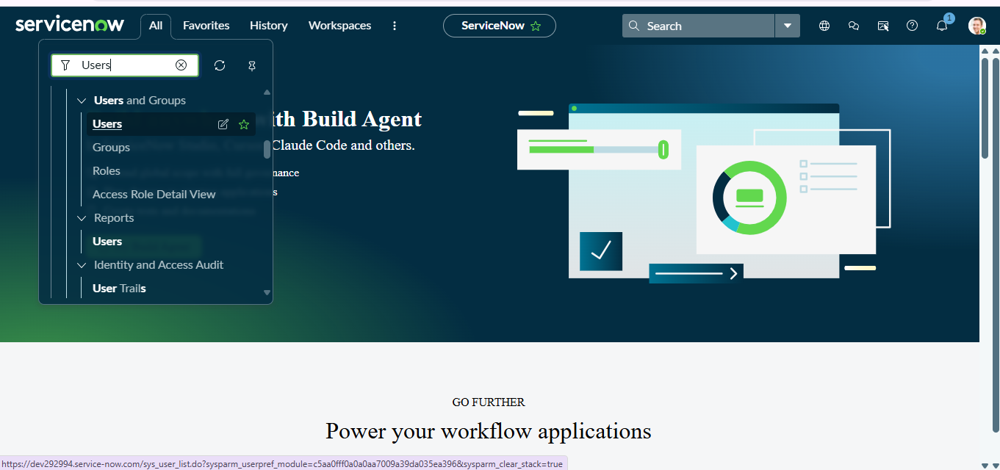 servicenow All Favorites History Workspaces ServiceNow Search 1
Users
Users and Groups
Users
Groups
Roles
Access Role Detail View
Reports
Users
Identity and Access Audit
User Trails
ith Build Agent
Claude Code and others.
nance
s
GO FURTHER
Power your workflow applications
https://dev292994.service-now.com/sys_user_list.do?sysparm_userpref_module=c5aa0fff0a0a0aa7009a39da035ea396&sysparm_clear_stack=true